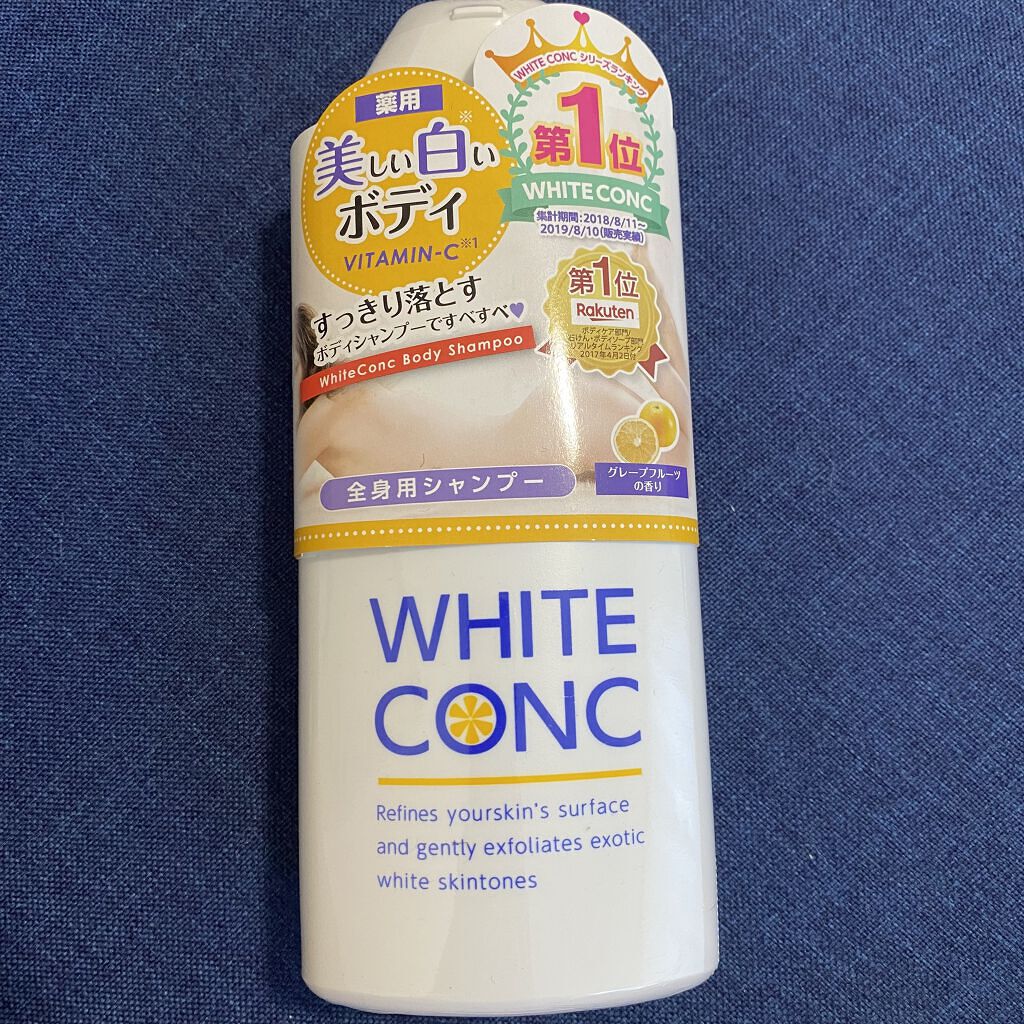 薬用
美しい白い※
ボディ
VITAMIN-C※1
すっきり落とす
ボディシャンプーですべすべ♥
WhiteConc Body Shampoo
WHITE CONC シリーズランキング
第1位
WHITE CONC
集計期間:2018/8/11~
2019/8/10(販売実績)
第1位
Rakuten
ボディケア部門/
石けん・ボディソープ部門
リアルタイムランキング
2017年4月2日付
グレープフルーツ
の香り
全身用シャンプー
WHITE
CONC
Refines yourskin's surface
and gently exfoliates exotic
white skintones